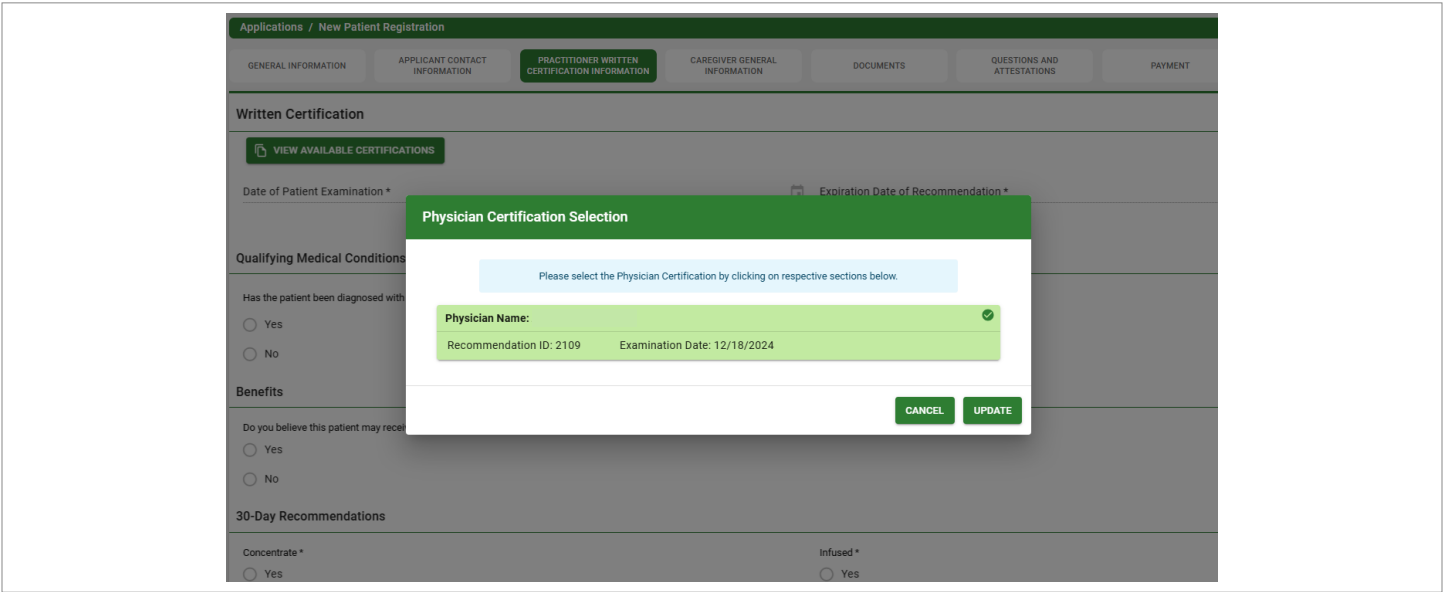 Applications / New Patient Registration
GENERAL INFORMATION
APPLICANT CONTACT
INFORMATION
PRACTITIONER WRITTEN
CERTIFICATION INFORMATION
CAREGIVER GENERAL
INFORMATION
DOCUMENTS
QUESTIONS AND
ATTESTATIONS
PAYMENT
Written Certification
VIEW AVAILABLE CERTIFICATIONS
Date of Patient Examination *
Expiration Date of Recommendation *
Physician Certification Selection
Please select the Physician Certification by clicking on respective sections below.
Physician Name:
Recommendation ID: 2109 Examination Date: 12/18/2024
CANCEL
UPDATE
Qualifying Medical Conditions
Has the patient been diagnosed with
Yes
No
Benefits
Do you believe this patient may recei
Yes
No
30-Day Recommendations
Concentrate *
Yes
Infused *
Yes